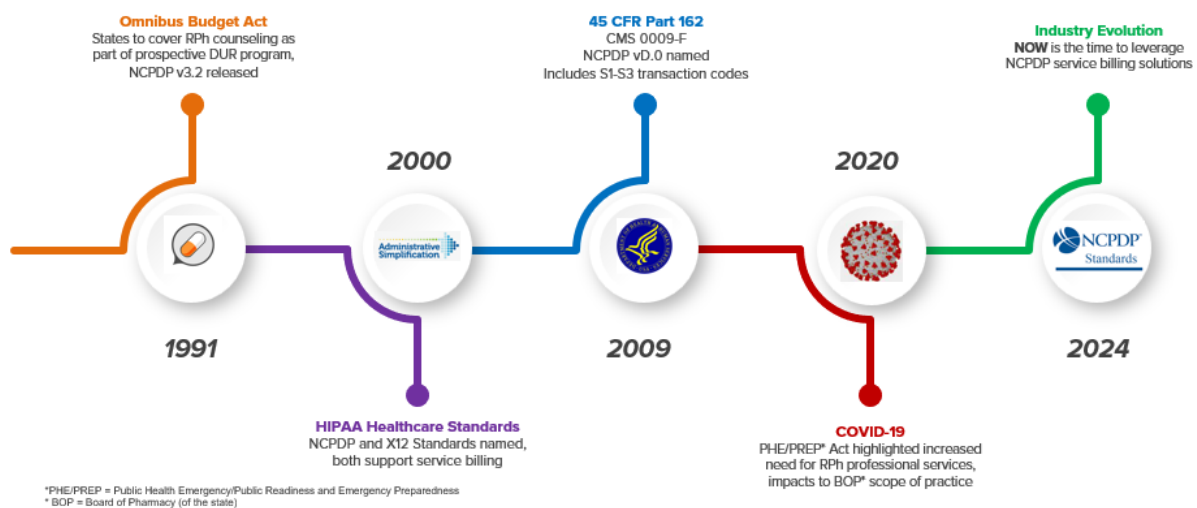 Omnibus Budget Act
States to cover RPh counseling as
part of prospective DUR program,
NCPDP v3.2 released
1991
2000
Administrative
Simplification
HIPAA Healthcare Standards
NCPDP and X12 Standards named,
both support service billing
45 CFR Part 162
CMS 0009-F
NCPDP vD.0 named
Includes S1-S3 transaction codes
2009
2020
COVID-19
PHE/PREP* Act highlighted increased
need for RPh professional services,
impacts to BOP* scope of practice
Industry Evolution
NOW is the time to leverage
NCPDP service billing solutions
NCPDP®
Standards
2024
*PHE/PREP = Public Health Emergency/Public Readiness and Emergency Preparedness
* BOP = Board of Pharmacy (of the state)